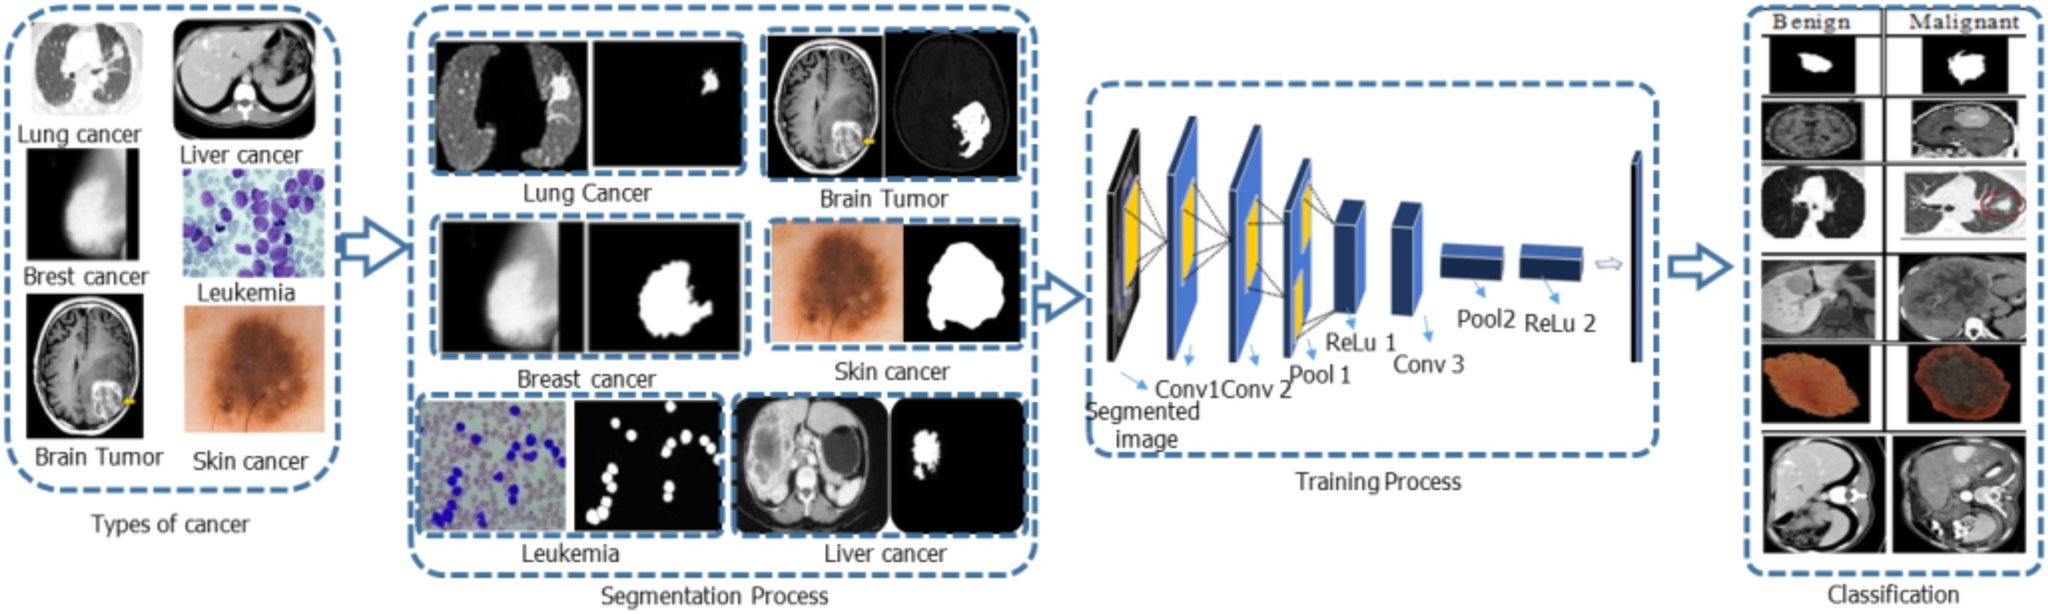 Lung cancer
Liver cancer
Brest cancer
Leukemia
Brain Tumor
Skin cancer
Types of cancer
Lung Cancer
Brain Tumor
Breast cancer
Skin cancer
Leukemia
Liver cancer
Segmentation Process
Segmented
image
Conv1
Conv 2
Pool 1
ReLu 1
Conv 3
Pool2
ReLu 2
Training Process
Benign
Malignant
Classification